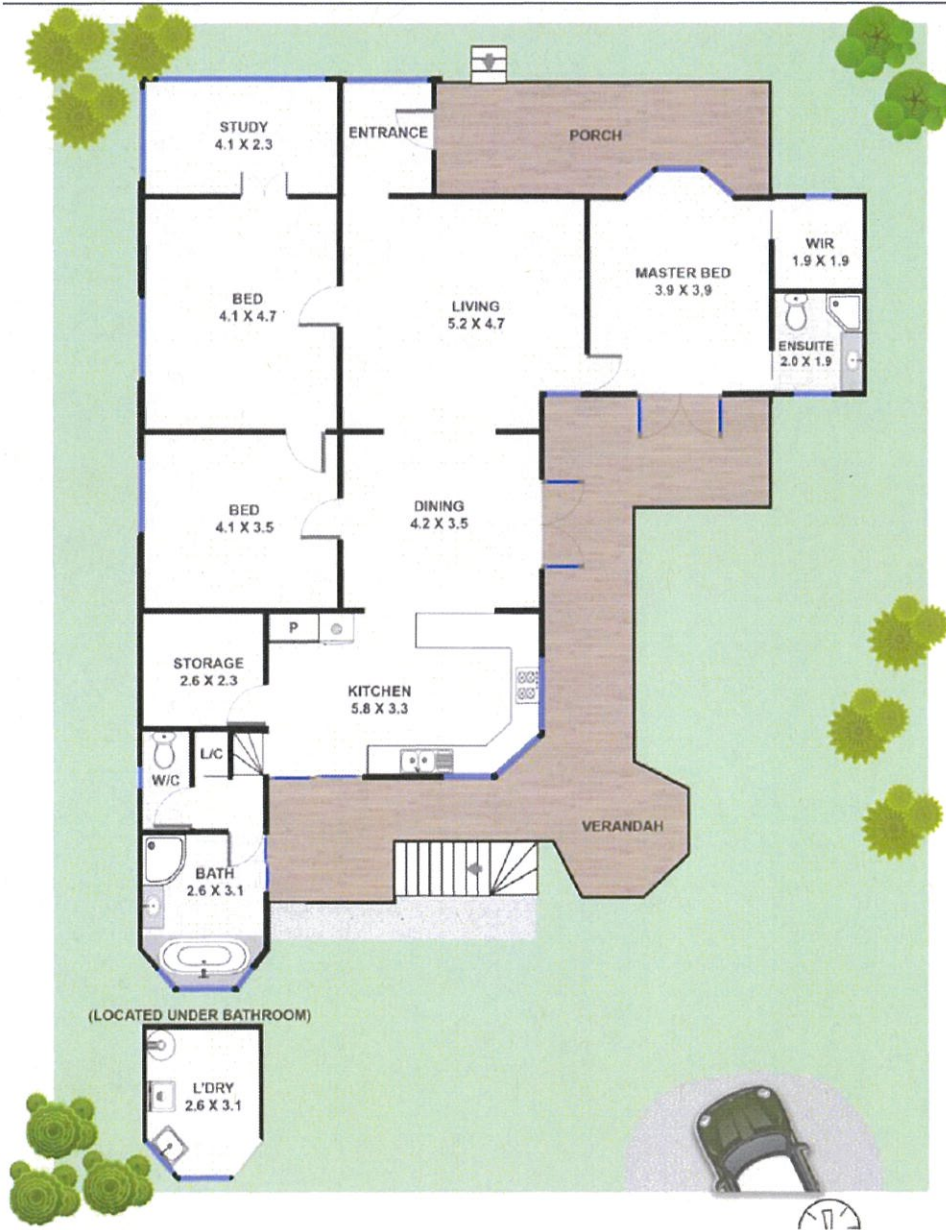 STUDY
4.1 X 2.3
ENTRANCE
PORCH
WIR
1.9 X 1.9
MASTER BED
3.9 X 3,9
BED
4.1 X 4.7
LIVING
5.2 X 4.7
ENSUITE
2.0 X 1.9
BED
4.1 X 3.5
DINING
4.2 X 3.5
P
STORAGE
2.6 X 2.3
KITCHEN
5.8 X 3.3
L/C
W/C
VERANDAH
BATH
2.6 X 3.1
(LOCATED UNDER BATHROOM)
L'DRY
2.6 X 3.1